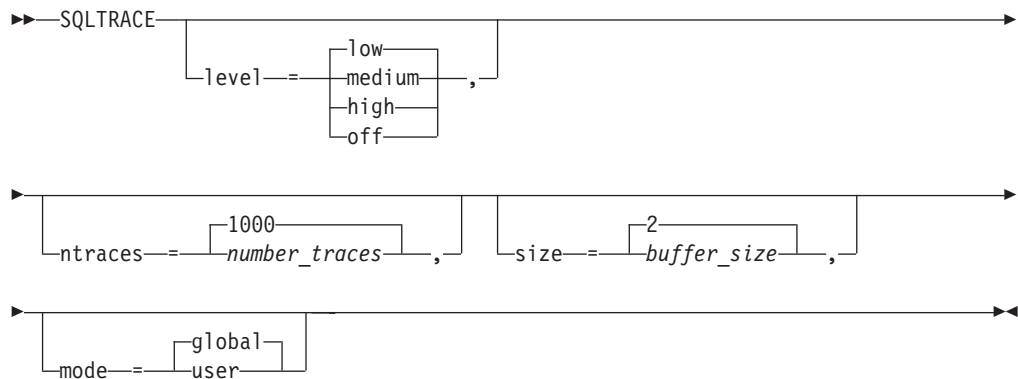 SQLTRACE
low
level = medium ,
high
off
1000 2
ntraces = number_traces , size = buffer_size ,
global
mode = user